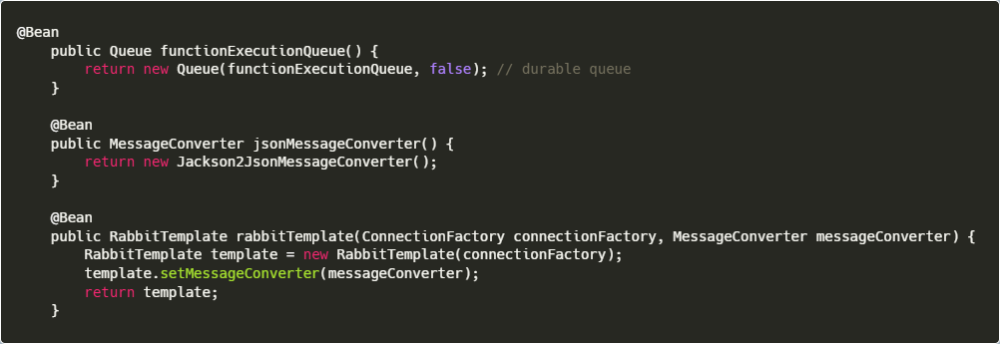 @Bean
    public Queue functionExecutionQueue() {
        return new Queue(functionExecutionQueue, false); // durable queue
    }

    @Bean
    public MessageConverter jsonMessageConverter() {
        return new Jackson2JsonMessageConverter();
    }

    @Bean
    public RabbitTemplate rabbitTemplate(ConnectionFactory connectionFactory, MessageConverter messageConverter) {
        RabbitTemplate template = new RabbitTemplate(connectionFactory);
        template.setMessageConverter(messageConverter);
        return template;
    }